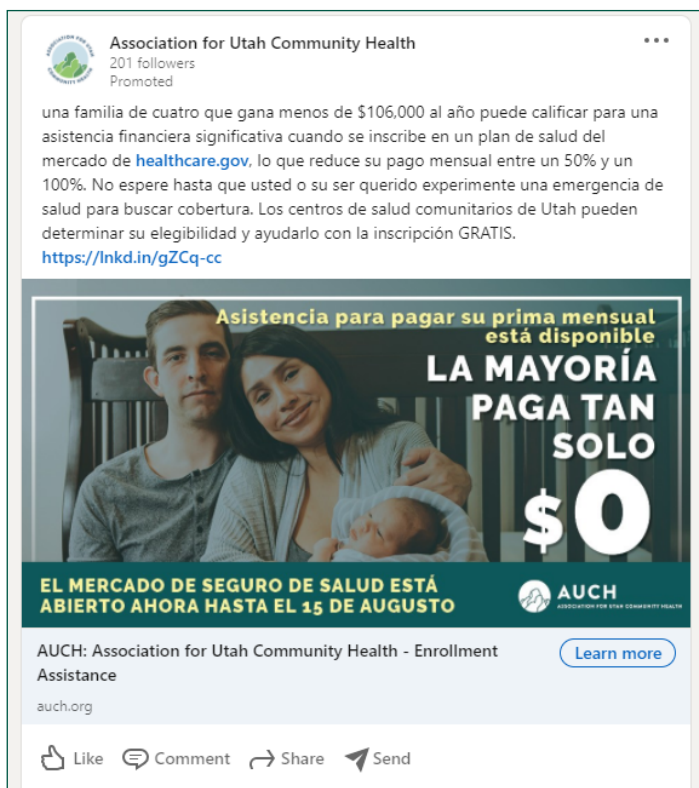 Association for Utah Community Health
201 followers
Promoted
una familia de cuatro que gana menos de $106,000 al año puede calificar para una
asistencia financiera significativa cuando se inscribe en un plan de salud del
mercado de healthcare.gov, lo que reduce su pago mensual entre un 50% y un
100%. No espere hasta que usted o su ser querido experimente una emergencia de
salud para buscar cobertura. Los centros de salud comunitarios de Utah pueden
determinar su elegibilidad y ayudarlo con la inscripción GRATIS.
https://lnkd.in/gZCq-cc
Asistencia para pagar su prima mensual
está disponible
LA MAYORÍA
PAGA TAN
SOLO
$0
EL MERCADO DE SEGURO DE SALUD ESTÁ
ABIERTO AHORA HASTA EL 15 DE AUGUSTO
AUCH
ASSOCIATION FOR UTAH COMMUNITY HEALTH
AUCH: Association for Utah Community Health - Enrollment
Assistance
Learn more
auch.org
Like
Comment
Share
Send